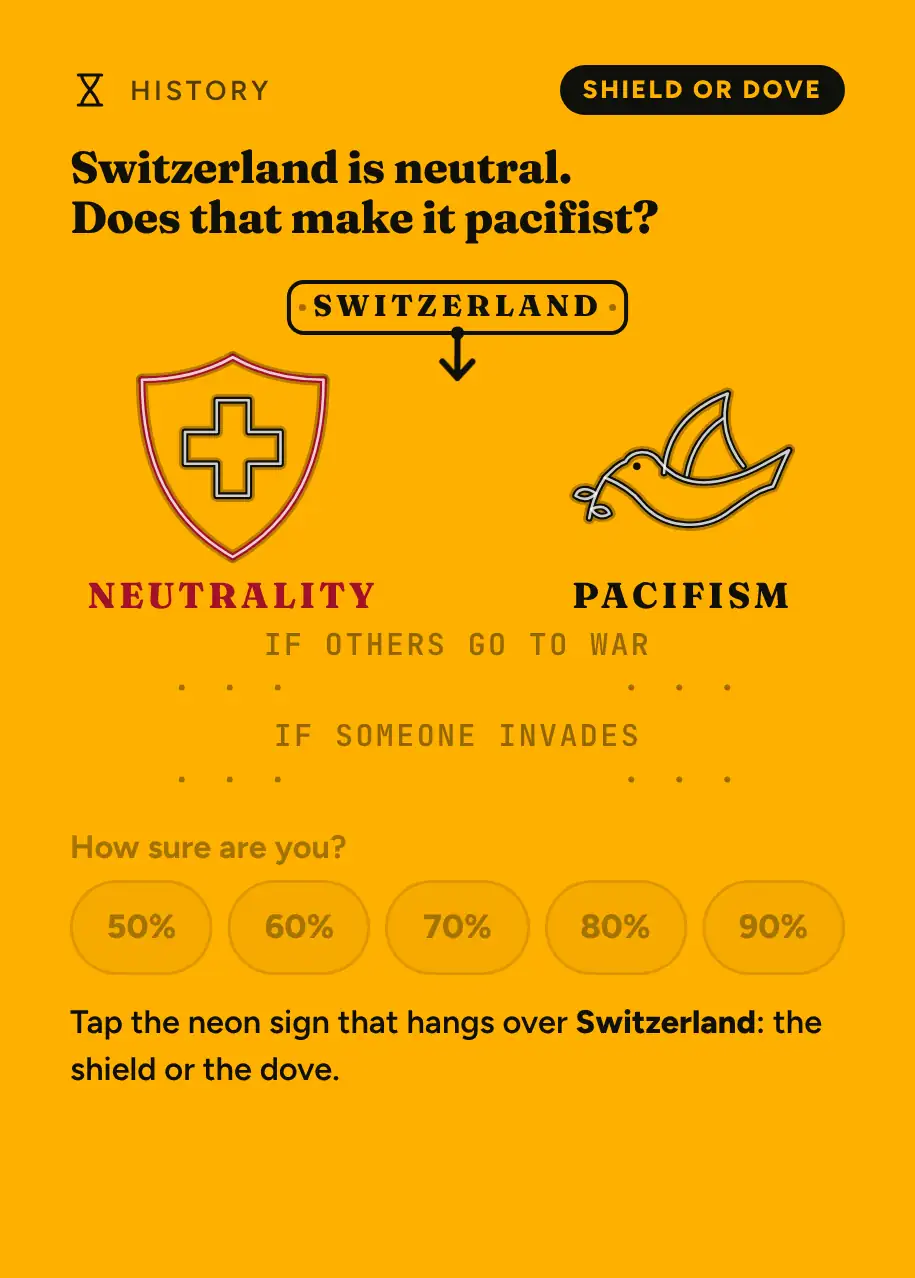 HISTORY
SHIELD OR DOVE
Switzerland is neutral.
Does that make it pacifist?
SWITZERLAND
NEUTRALITY
PACIFISM
IF OTHERS GO TO WAR
. . .
. . .
IF SOMEONE INVADES
. . .
. . .
How sure are you?
50%
60%
70%
80%
90%
Tap the neon sign that hangs over Switzerland: the
shield or the dove.